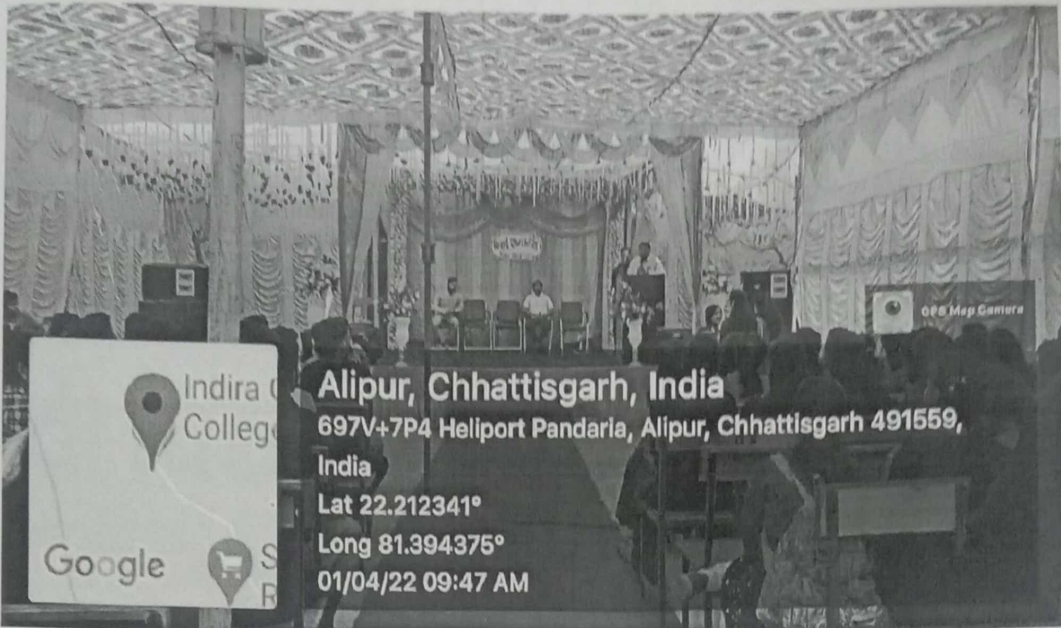 GPS Map Camera
Indira
College
Google
S
R
Alipur, Chhattisgarh, India
697V+7P4 Heliport Pandaria, Alipur, Chhattisgarh 491559,
India
Lat 22.212341°
Long 81.394375°
01/04/22 09:47 AM